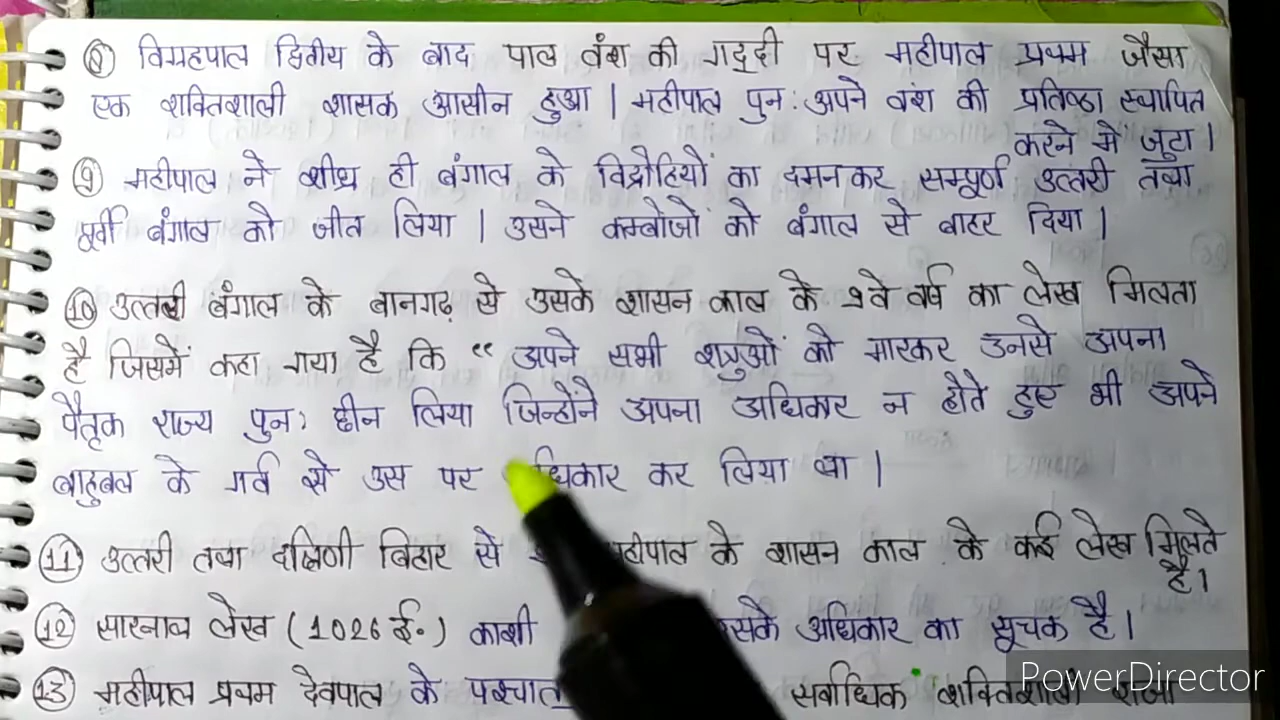 ⑧ विग्रहपाल द्वितीय के बाद पाल वंश की गद्दी पर महीपाल प्रथम जैसा
एक शक्तिशाली शासक आसीन हुआ | महीपाल पुन: अपने वंश की प्रतिष्ठा स्थापित
करने मे जुटा |
⑨ महीपाल ने शीघ्र ही बंगाल के विद्रोहियों का दमनकर सम्पूर्ण उत्तरी तथा
पूर्वी बंगाल को जीत लिया | उसने कम्बोजो को बंगाल से बाहर दिया |
⑩ उत्तरी बंगाल के बानगढ़ से उसके शासन काल के 9वे वर्ष का लेख मिलता
है जिसमें कहा गया है कि “ अपने सभी शत्रुओं को मारकर उनसे अपना
पैतृक राज्य पुन: छीन लिया जिन्होंने अपना अधिकार न होते हुए भी अपने
बाहुबल के गर्व से उस पर अधिकार कर लिया था |
⑪ उत्तरी तथा दक्षिणी बिहार से महीपाल के शासन काल के कई लेख मिलते
है |
⑫ सारनाथ लेख (1026 ई॰) काशी उसके अधिकार का सूचक है |
⑬ महीपाल प्रथम देवपाल के पश्चात सर्वाधिक शक्तिशाली राजा
PowerDirector